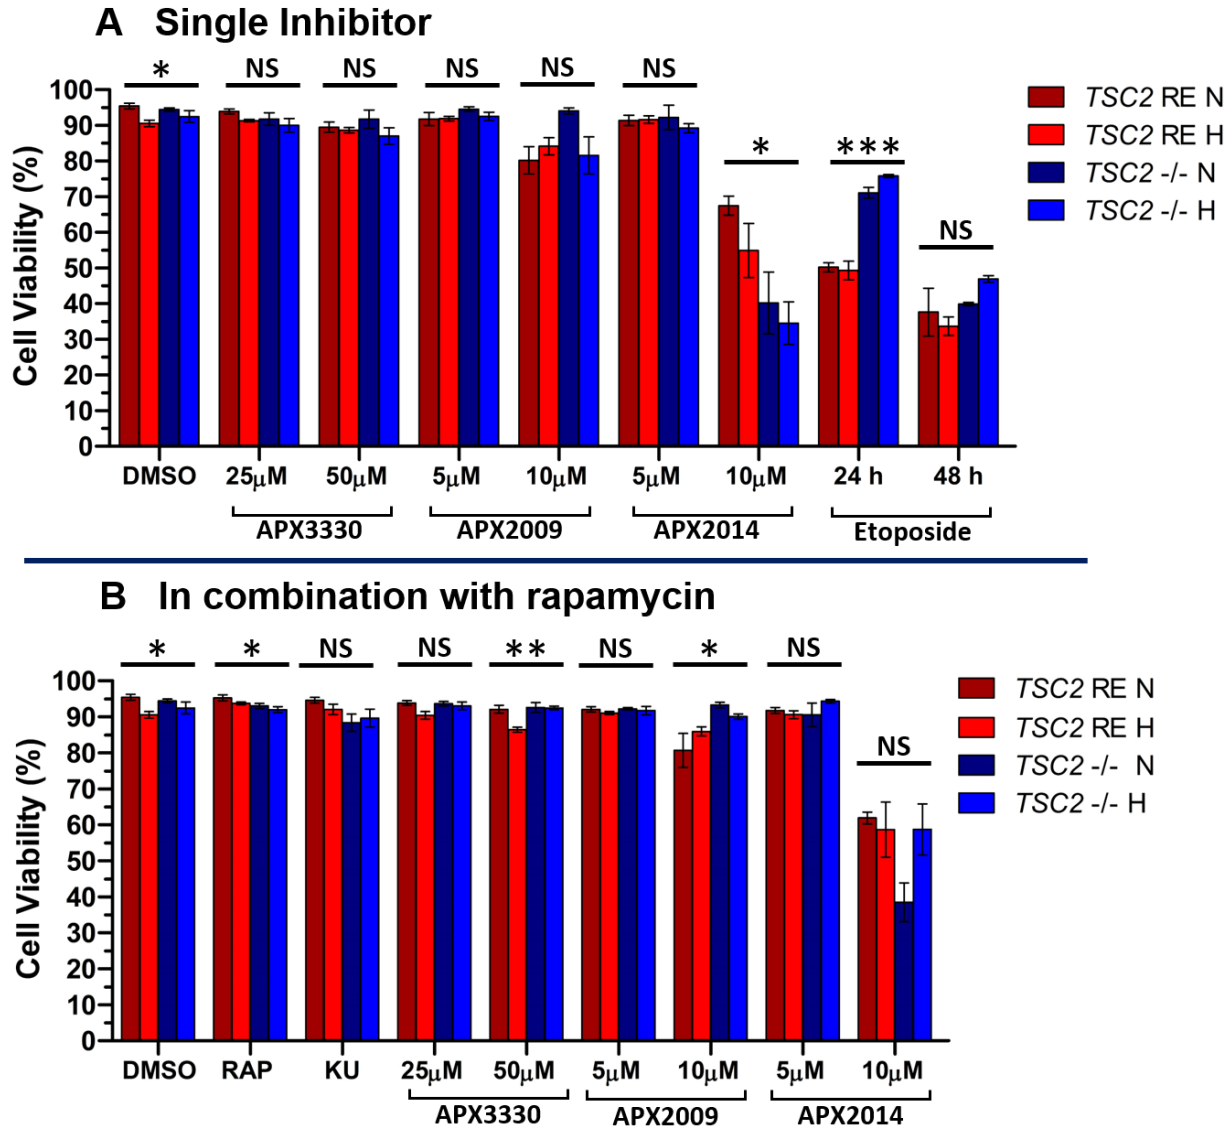 A Single Inhibitor
* NS NS NS NS NS * *** NS
Cell Viability (%)
100
90
80
70
60
50
40
30
20
10
0
TSC2 RE N
TSC2 RE H
TSC2 -/- N
TSC2 -/- H
DMSO 25μM 50μM 5μM 10μM 5μM 10μM 24 h 48 h
APX3330 APX2009 APX2014 Etoposide
B In combination with rapamycin
* * NS NS ** NS * NS NS
Cell Viability (%)
100
90
80
70
60
50
40
30
20
10
0
TSC2 RE N
TSC2 RE H
TSC2 -/- N
TSC2 -/- H
DMSO RAP KU 25μM 50μM 5μM 10μM 5μM 10μM
APX3330 APX2009 APX2014